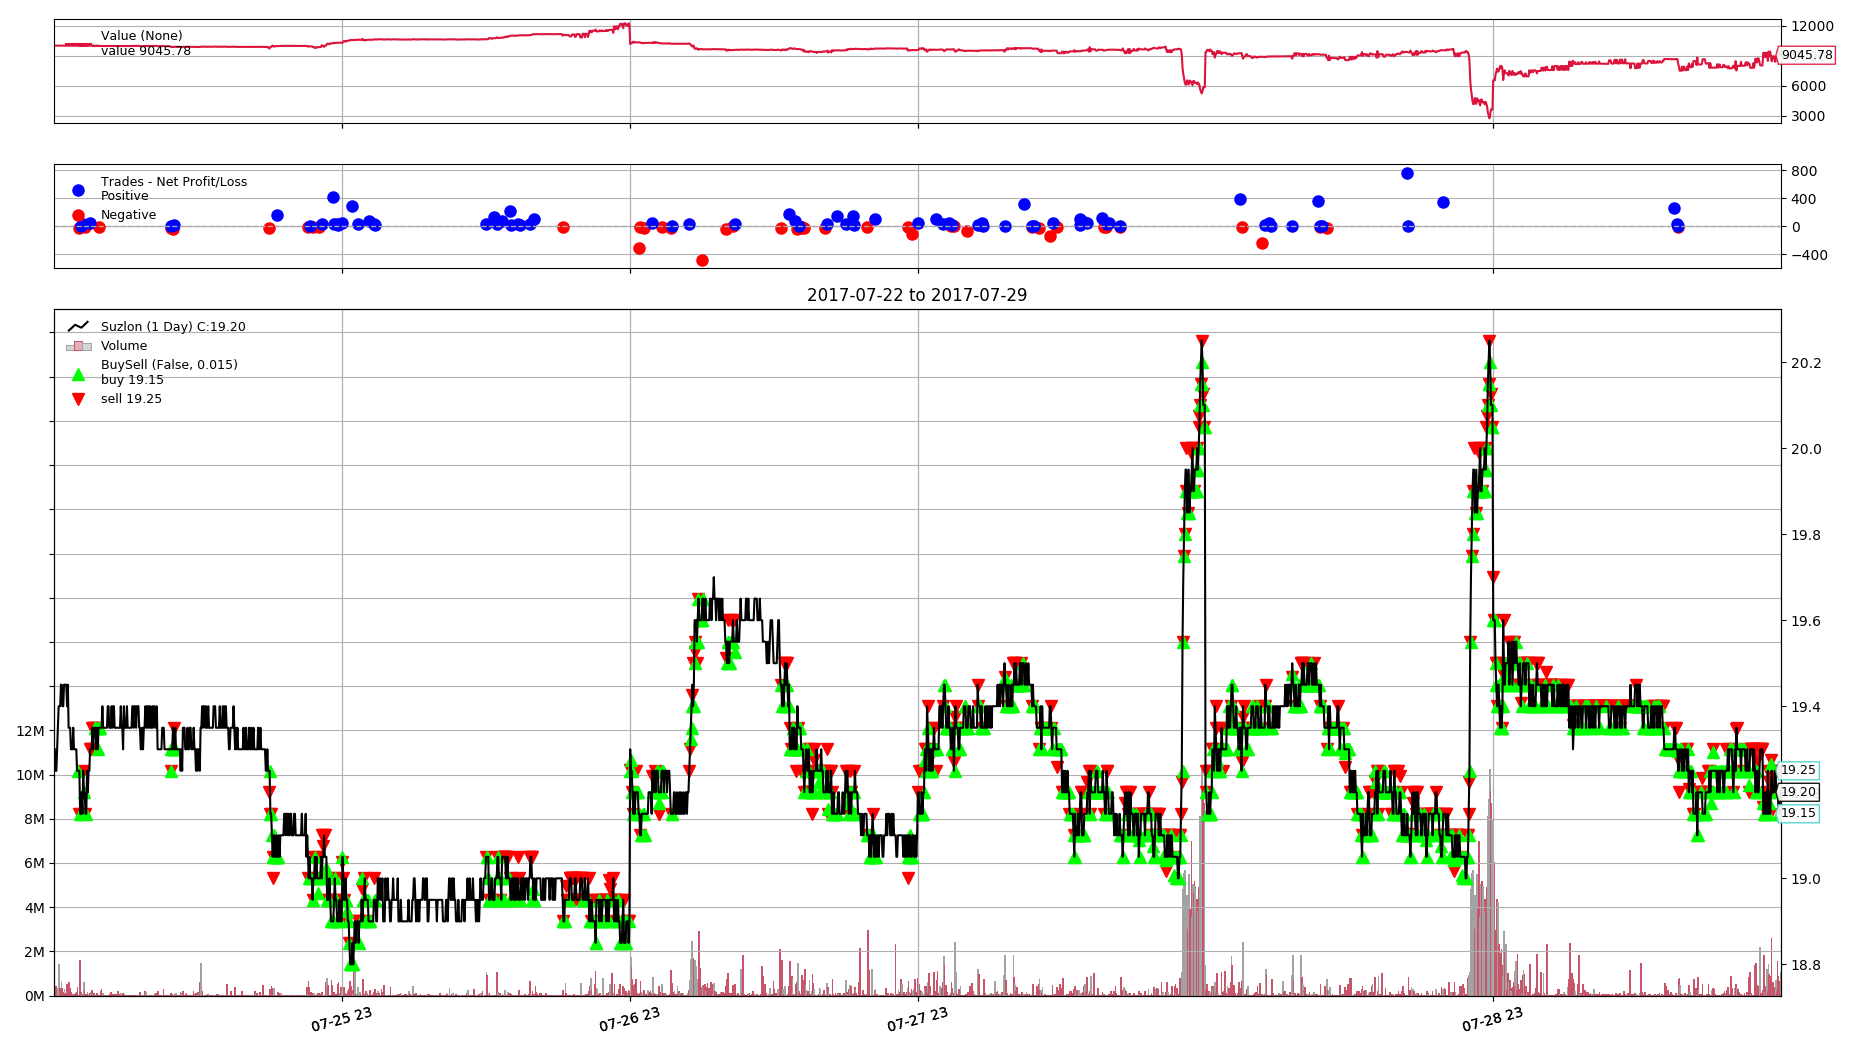 Value (None)
value 9045.78
12000
9045.78
6000
3000
Trades - Net Profit/Loss
Positive
Negative
800
400
0
−400
2017-07-22 to 2017-07-29
Suzlon (1 Day) C:19.20
Volume
BuySell (False, 0.015)
buy 19.15
sell 19.25
20.2
20.0
19.8
19.6
19.4
19.25
19.20
19.15
19.0
18.8
12M
10M
8M
6M
4M
2M
0M
07-25 23
07-26 23
07-27 23
07-28 23